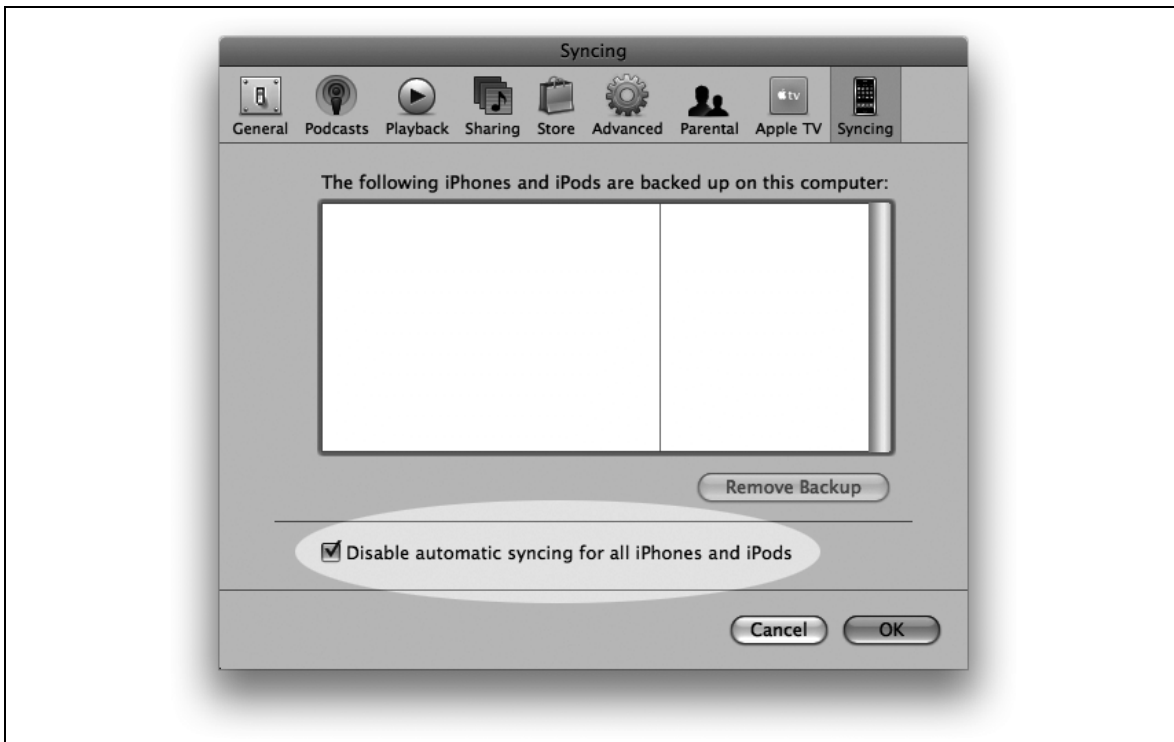 Syncing
General Podcasts Playback Sharing Store Advanced Parental Apple TV Syncing
The following iPhones and iPods are backed up on this computer:
Remove Backup
Disable automatic syncing for all iPhones and iPods
Cancel OK